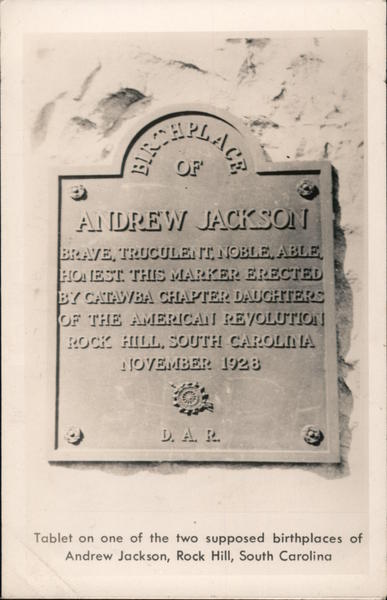 BIRTHPLACE
OF
ANDREW JACKSON
BRAVE, TRUCULENT, NOBLE, ABLE,
HONEST. THIS MARKER ERECTED
BY CATAWBA CHAPTER DAUGHTERS
OF THE AMERICAN REVOLUTION
ROCK HILL, SOUTH CAROLINA
NOVEMBER 1928
D. A. R.
Tablet on one of the two supposed birthplaces of
Andrew Jackson, Rock Hill, South Carolina